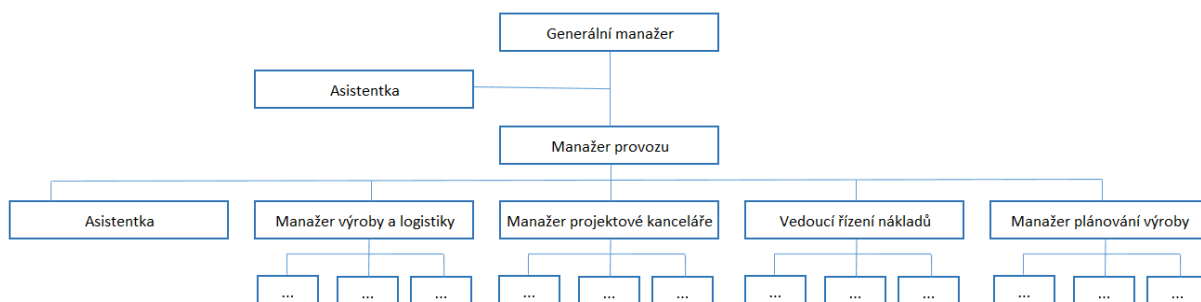 Generální manažer
Asistentka
Manažer provozu
Asistentka
Manažer výroby a logistiky
Manažer projektové kanceláře
Vedoucí řízení nákladů
Manažer plánování výroby
... ... ... ... ... ... ... ... ... ... ... ...